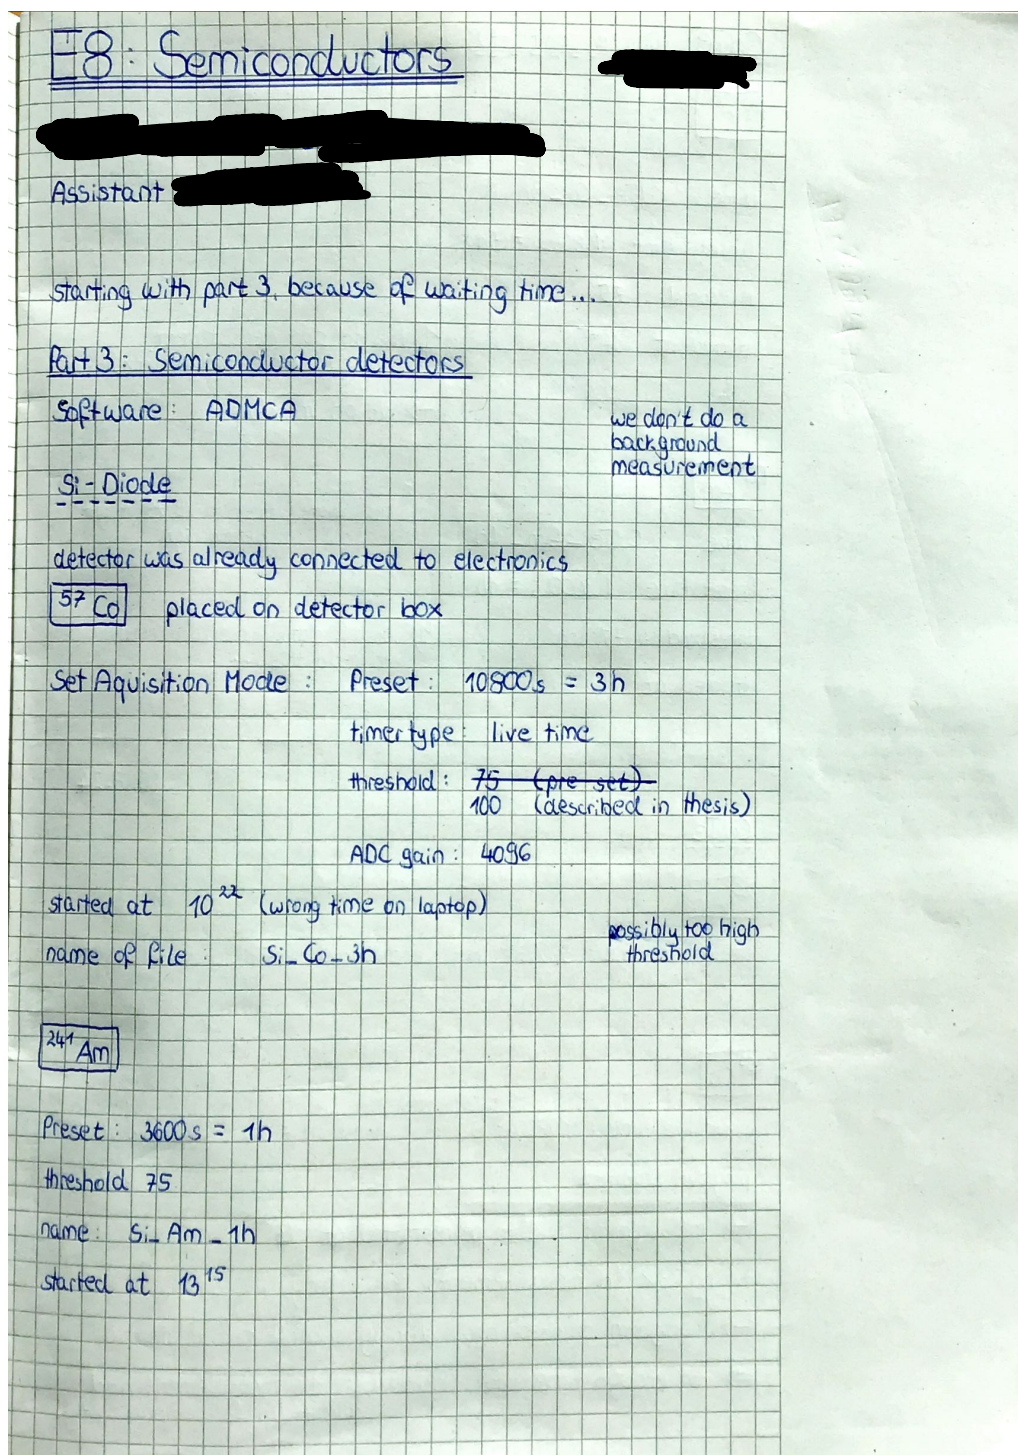 E8: Semiconductors
Assistant
starting with part 3, because of waiting time...
Part 3: Semiconductor detectors
Software: ADMCA
we don't do a
background
measurement
Si-Diode
detector was already connected to electronics
⁵⁷Co placed on detector box
Set Aquisition Mode: Preset: 10800s = 3h
timer type: live time
threshold: 75 (pre set)
100 (described in thesis)
ADC gain: 4096
started at 10²² (wrong time on laptop)
possibly too high
threshold
name of file: Si_Co_3h
²⁴¹Am
Preset: 3600s = 1h
threshold 75
name: Si_Am_1h
started at 13¹⁵